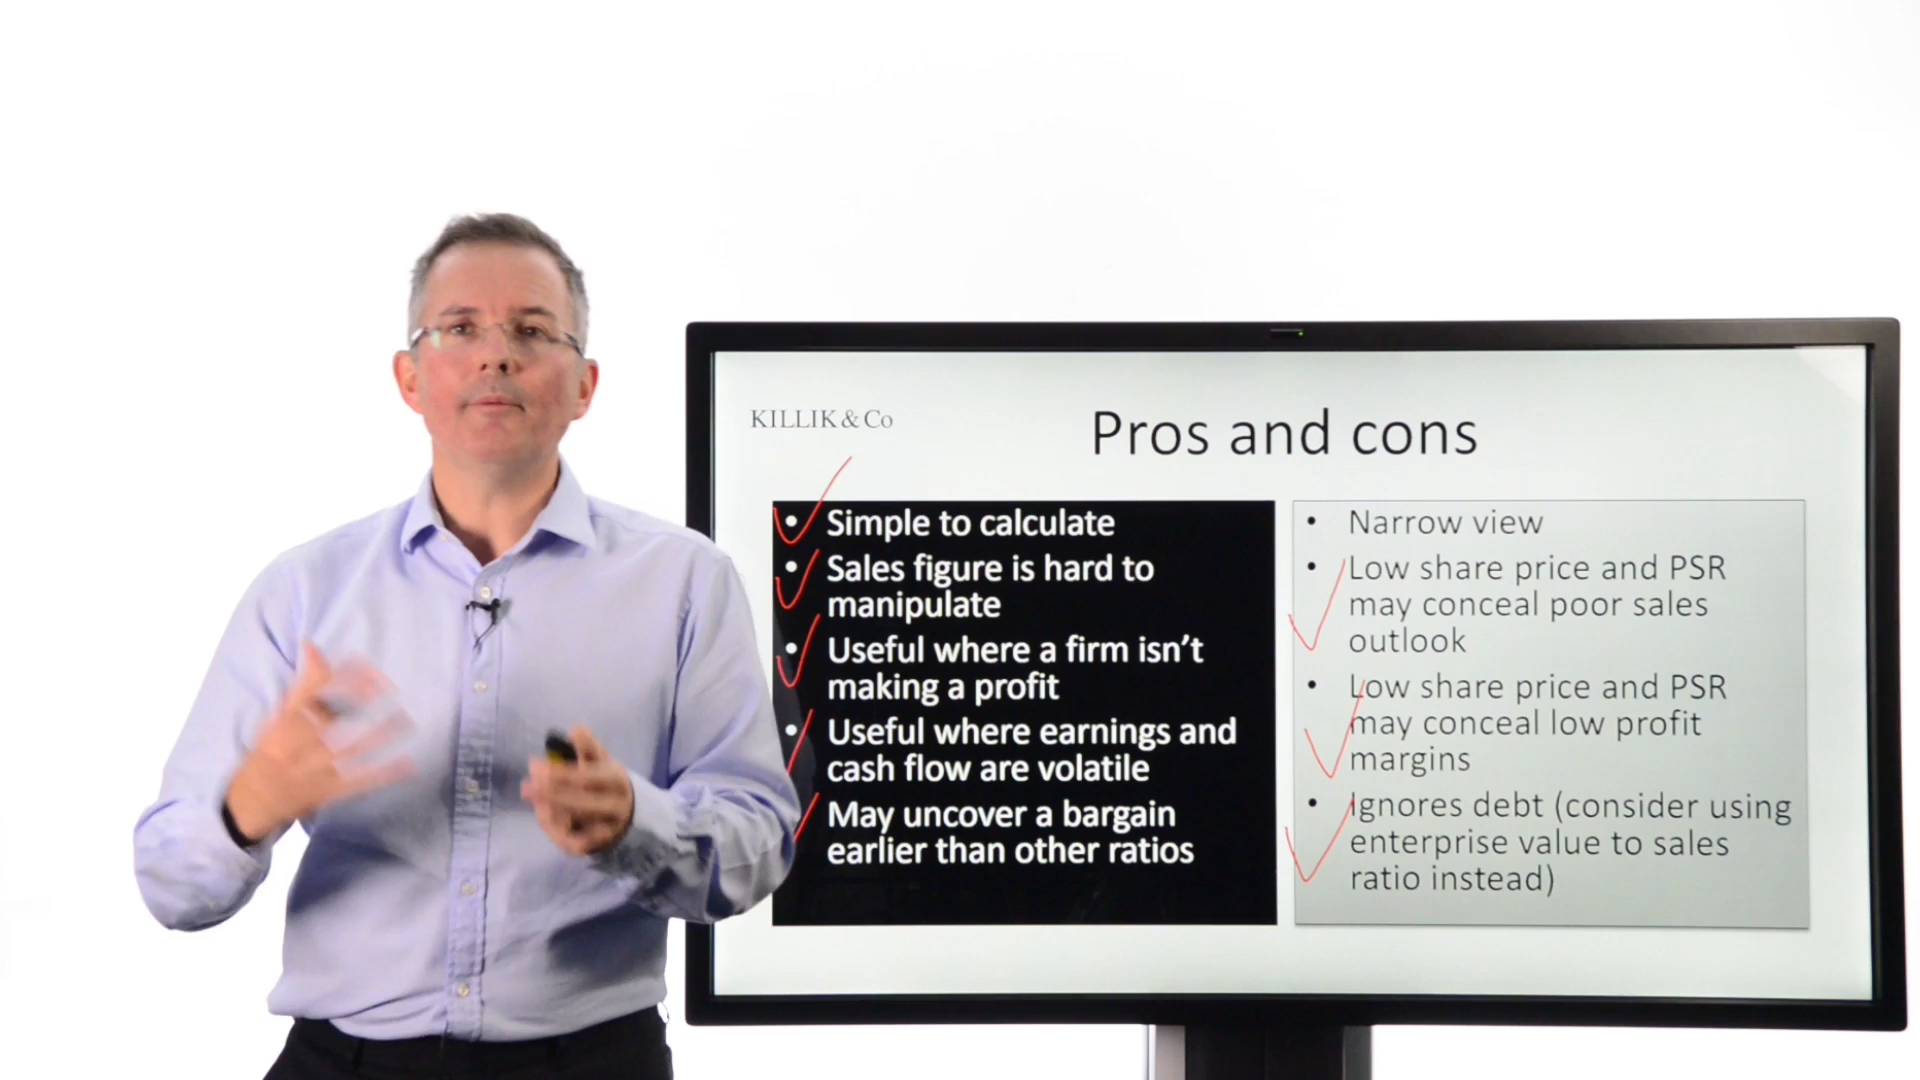 KILLIK & Co
Pros and cons
• Simple to calculate
• Sales figure is hard to
manipulate
• Useful where a firm isn't
making a profit
• Useful where earnings and
cash flow are volatile
May uncover a bargain
earlier than other ratios
• Narrow view
• Low share price and PSR
may conceal poor sales
outlook
• Low share price and PSR
may conceal low profit
margins
• Ignores debt (consider using
enterprise value to sales
ratio instead)